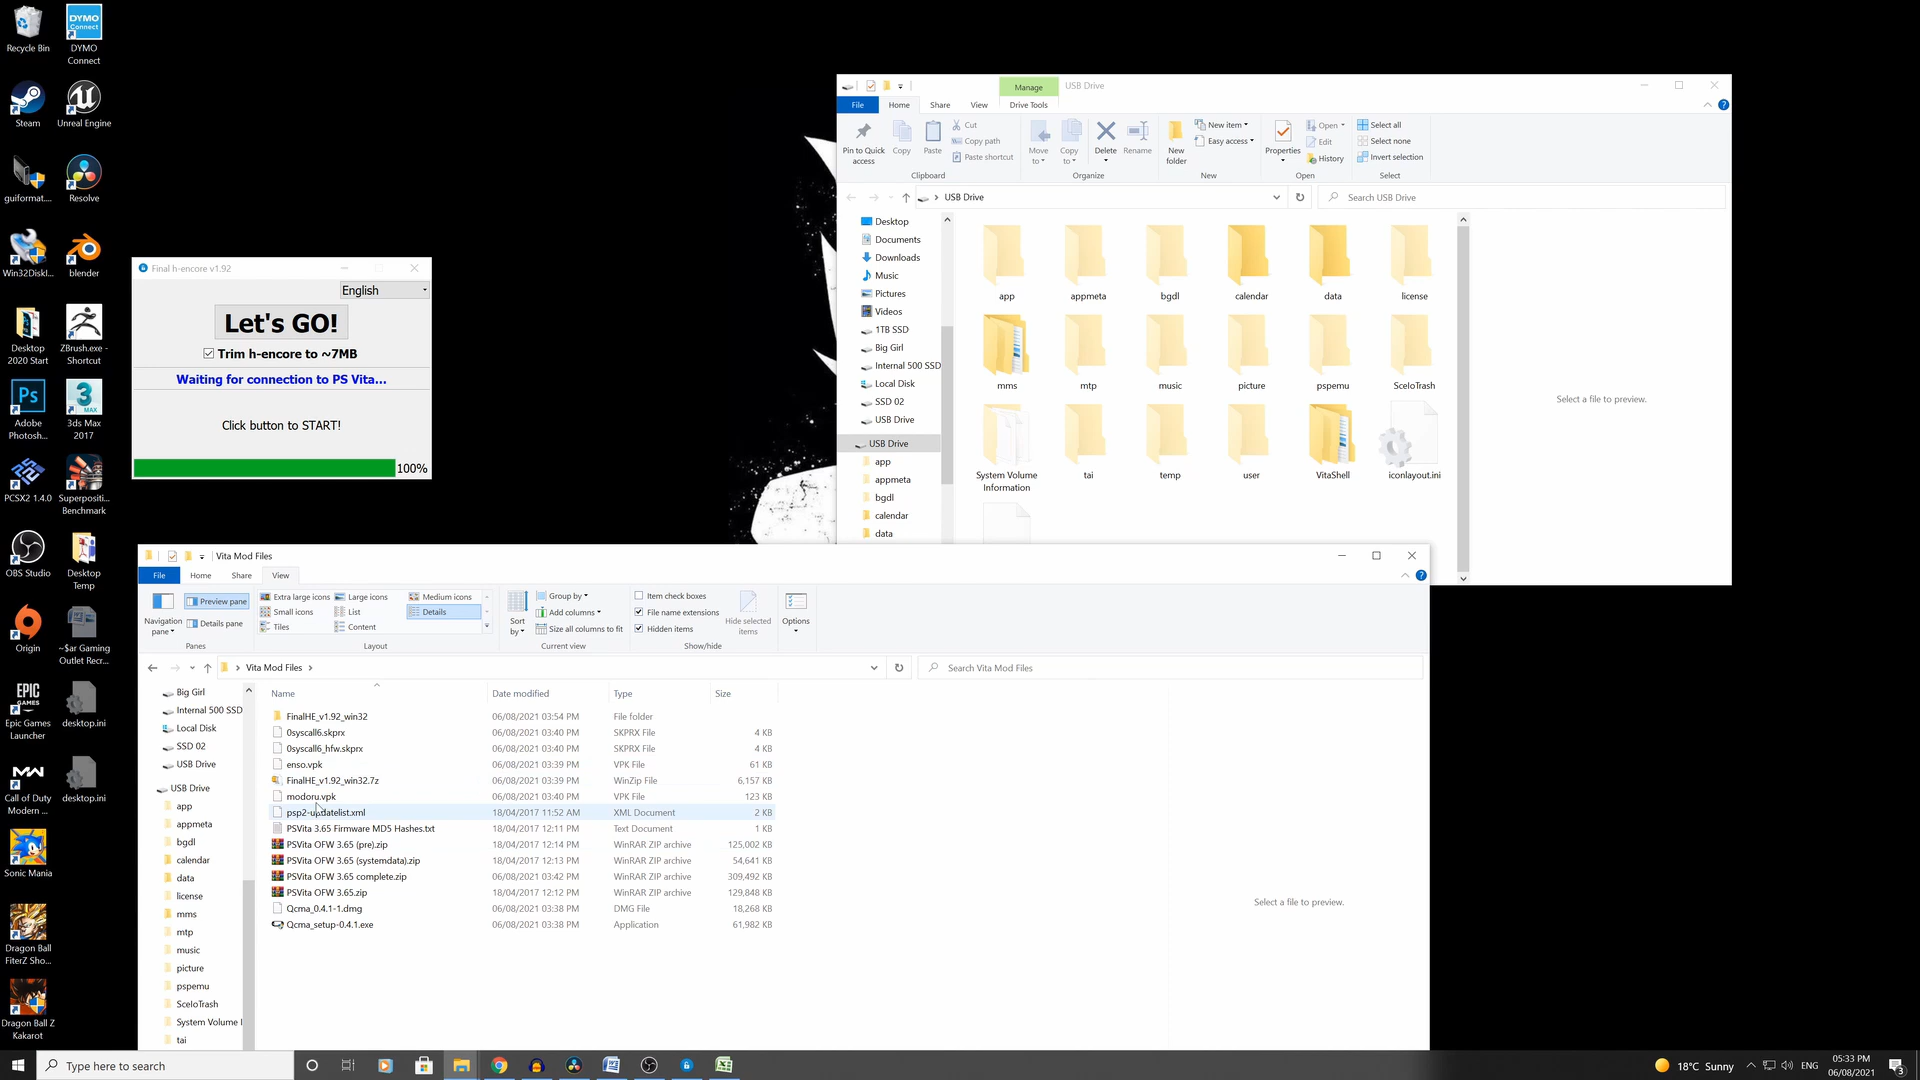 Recycle Bin
DYMO
Connect
DYMO
Connect
Steam
Unreal Engine
guiformat....
Resolve
Win32DiskI...
blender
Desktop
2020 Start
ZBrush.exe -
Shortcut
Ps
Adobe
Photosh...
3
MAX
3ds Max
2017
PCSX2 1.4.0
Superpositi...
Benchmark
OBS Studio
Desktop
Temp
Origin
~$ar Gaming
Outlet Recr...
EPIC
GAMES
Epic Games
Launcher
desktop.ini
Call of Duty
Modern ...
desktop.ini
Sonic Mania
Dragon Ball
FiterZ Sho...
Dragon Ball Z
Kakarot
Final h-encore v1.92
English
Let's GO!
Trim h-encore to ~7MB
Waiting for connection to PS Vita...
Click button to START!
100%
Manage
USB Drive
File
Home
Share
View
Drive Tools
Pin to Quick
access
Copy
Paste
Cut
Copy path
Paste shortcut
Clipboard
Move
to
Copy
to
Delete
Rename
Organize
New
folder
New item
Easy access
New
Properties
Open
Edit
History
Open
Select all
Select none
Invert selection
Select
USB Drive
Search USB Drive
Desktop
Documents
Downloads
Music
Pictures
Videos
1TB SSD
Big Girl
Internal 500 SSD
Local Disk
SSD 02
USB Drive
USB Drive
app
appmeta
bgdl
calendar
data
app
appmeta
bgdl
calendar
data
license
mms
mtp
music
picture
pspemu
SceIoTrash
System Volume
Information
tai
temp
user
VitaShell
iconlayout.ini
Select a file to preview.
Vita Mod Files
File
Home
Share
View
Navigation
pane
Preview pane
Details pane
Panes
Extra large icons
Large icons
Medium icons
Small icons
List
Details
Tiles
Content
Layout
Sort
by
Group by
Add columns
Size all columns to fit
Current view
Item check boxes
File name extensions
Hidden items
Hide selected
items
Show/hide
Options
Vita Mod Files
Search Vita Mod Files
Big Girl
Internal 500 SSD
Local Disk
SSD 02
USB Drive
USB Drive
app
appmeta
bgdl
calendar
data
license
mms
mtp
music
picture
pspemu
SceIoTrash
System Volume I
tai
Name Date modified Type Size
FinalHE_v1.92_win32 06/08/2021 03:54 PM File folder
0syscall6.skprx 06/08/2021 03:40 PM SKPRX File 4 KB
0syscall6_hfw.skprx 06/08/2021 03:40 PM SKPRX File 4 KB
enso.vpk 06/08/2021 03:39 PM VPK File 61 KB
FinalHE_v1.92_win32.7z 06/08/2021 03:39 PM WinZip File 6,157 KB
modoru.vpk 06/08/2021 03:40 PM VPK File 123 KB
psp2-updatelist.xml 18/04/2017 11:52 AM XML Document 2 KB
PSVita 3.65 Firmware MD5 Hashes.txt 18/04/2017 12:11 PM Text Document 1 KB
PSVita OFW 3.65 (pre).zip 18/04/2017 12:14 PM WinRAR ZIP archive 125,002 KB
PSVita OFW 3.65 (systemdata).zip 18/04/2017 12:13 PM WinRAR ZIP archive 54,641 KB
PSVita OFW 3.65 complete.zip 06/08/2021 03:42 PM WinRAR ZIP archive 309,492 KB
PSVita OFW 3.65.zip 18/04/2017 12:12 PM WinRAR ZIP archive 129,848 KB
Qcma_0.4.1-1.dmg 06/08/2021 03:38 PM DMG File 18,268 KB
Qcma_setup-0.4.1.exe 06/08/2021 03:38 PM Application 61,982 KB
Select a file to preview.
Type here to search
18°C Sunny
ENG
05:33 PM
06/08/2021
3